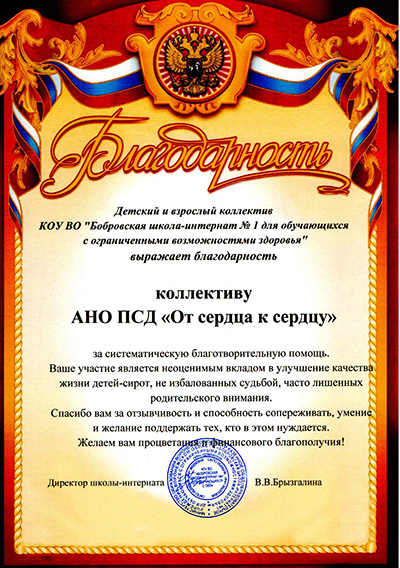 Благодарность
Детский и взрослый коллектив
КОУ ВО "Бобровская школа-интернат № 1 для обучающихся
с ограниченными возможностями здоровья"
выражает благодарность
коллективу
АНО ПСД «От сердца к сердцу»
за систематическую благотворительную помощь.
Ваше участие является неоценимым вкладом в улучшение качества
жизни детей-сирот, не избалованных судьбой, часто лишенных
родительского внимания.
Спасибо вам за отзывчивость и способность сопереживать, умение
и желание поддержать тех, кто в этом нуждается.
Желаем вам процветания и финансового благополучия!
Директор школы-интерната В.В.Брызгалина